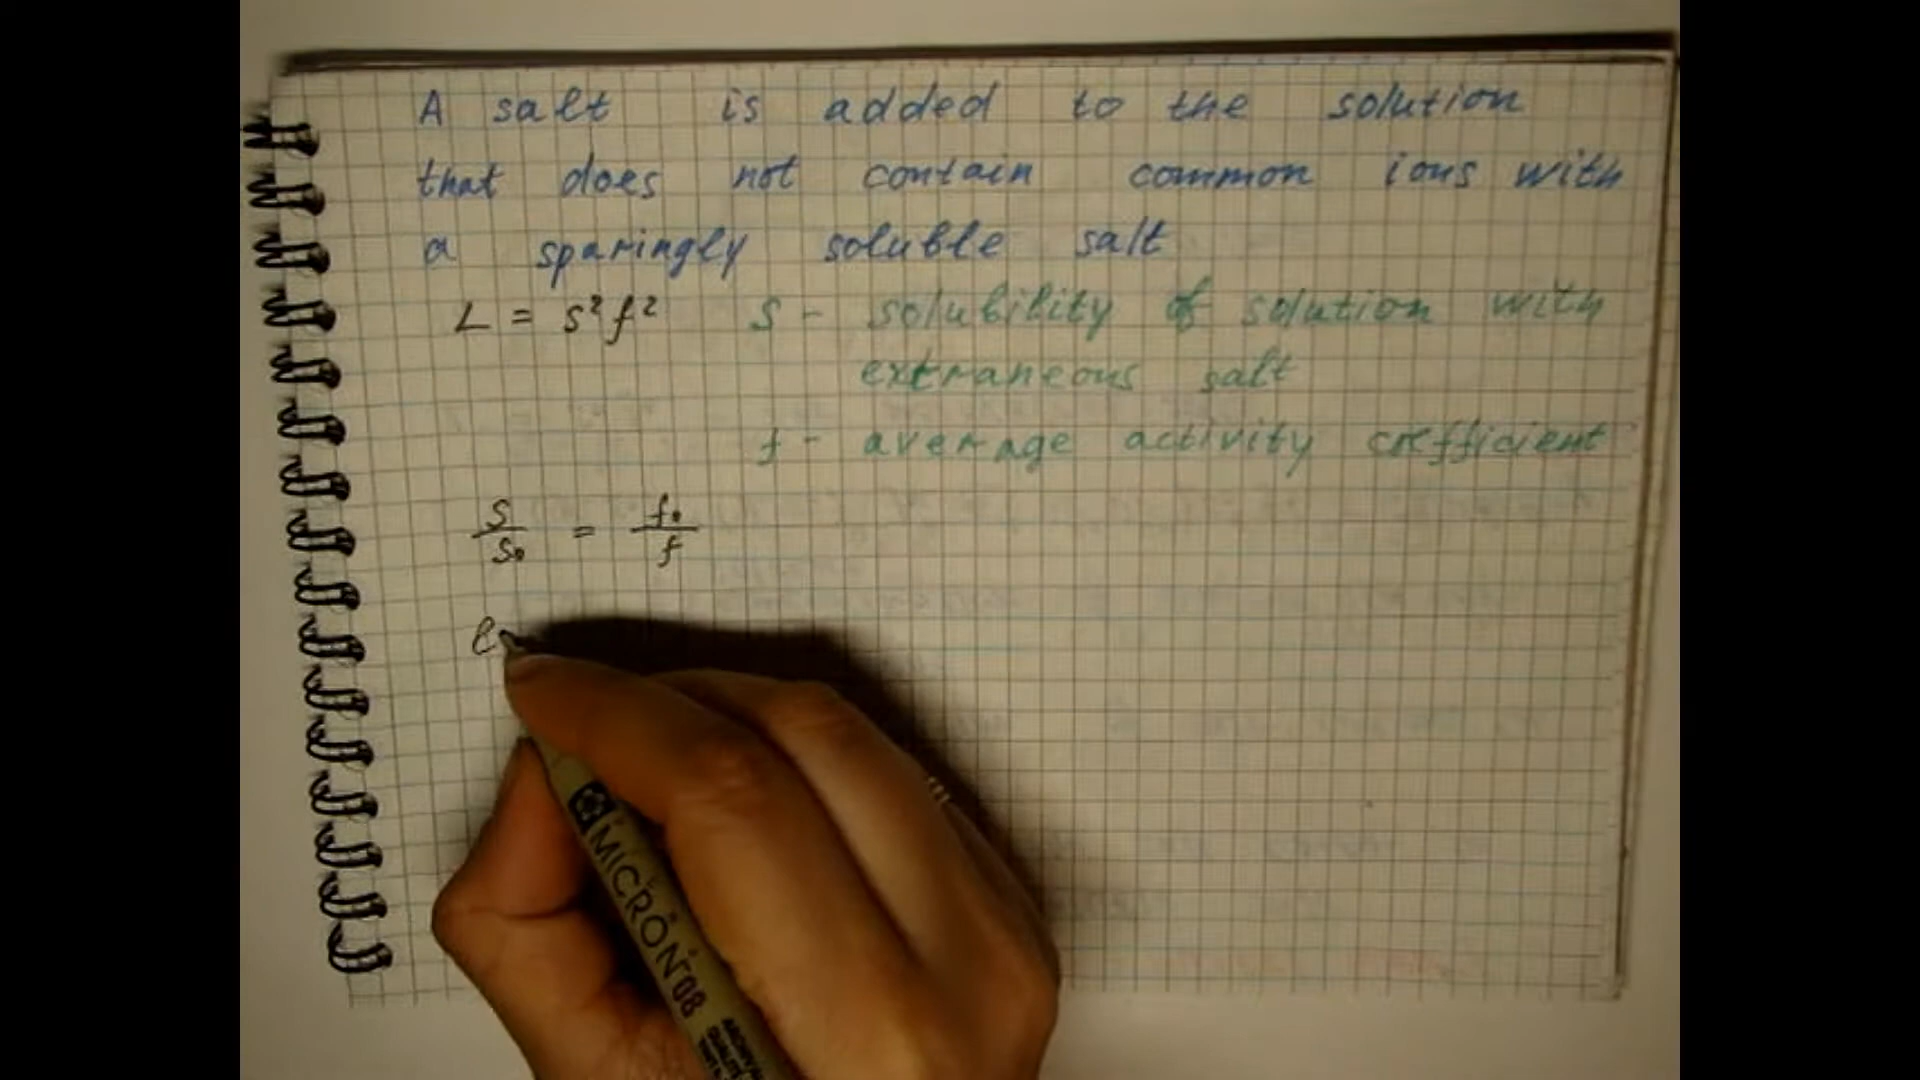 A salt is added to the solution
that does not contain common ions with
a sparingly soluble salt
L = s²f² s - solubility of solution with
extraneous salt
f - average activity coefficient
s/s₀ = f₀/f
MICRON 08